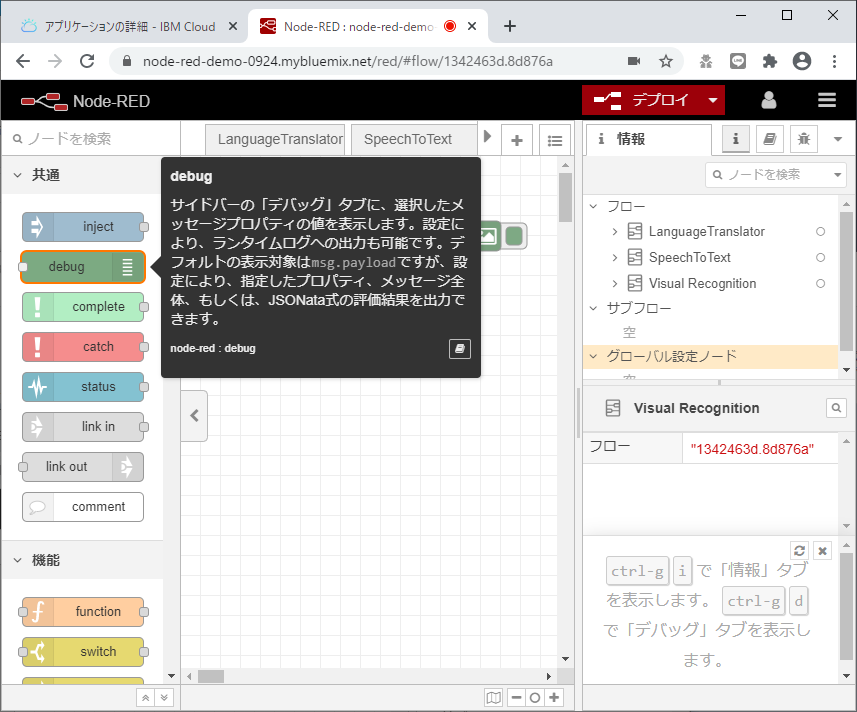 アプリケーションの詳細 - IBM Cloud
Node-RED : node-red-demo
node-red-demo-0924.mybluemix.net/red/#flow/1342463d.8d876a
Node-RED
デプロイ
ノードを検索
LanguageTranslator
SpeechToText
情報
i
ノードを検索
共通
inject
debug
complete
catch
status
link in
link out
comment
機能
function
switch
debug
サイドバーの「デバッグ」タブに、選択したメ
ッセージプロパティの値を表示します。設定に
より、ランタイムログへの出力も可能です。デ
フォルトの表示対象はmsg.payloadですが、設
定により、指定したプロパティ、メッセージ全
体、もしくは、JSONata式の評価結果を出力で
きます。
node-red : debug
フロー
LanguageTranslator
SpeechToText
Visual Recognition
サブフロー
空
グローバル設定ノード
Visual Recognition
フロー
"1342463d.8d876a"
ctrl-g i で「情報」タブ
を表示します。 ctrl-g d
で「デバッグ」タブを表示し
ます。